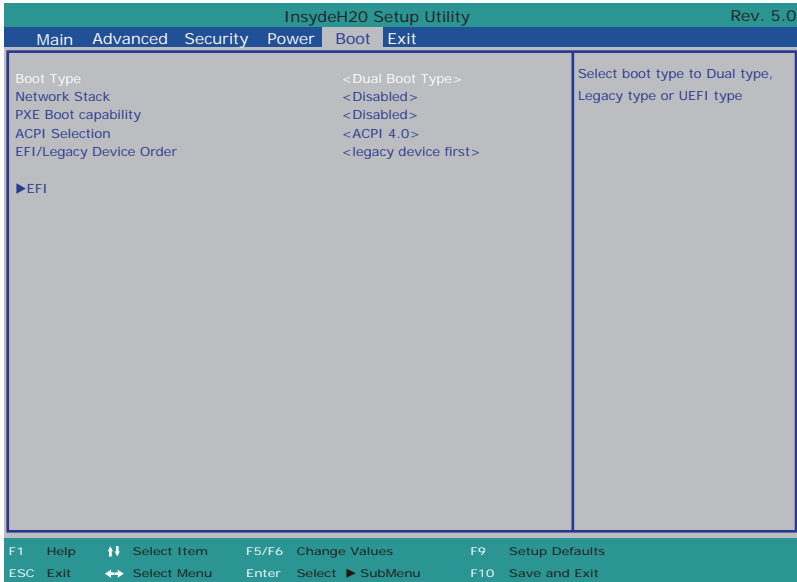 InsydeH20 Setup Utility Rev. 5.0
Main Advanced Security Power Boot Exit
Boot Type <Dual Boot Type>
Network Stack <Disabled>
PXE Boot capability <Disabled>
ACPI Selection <ACPI 4.0>
EFI/Legacy Device Order <legacy device first>
▶EFI
Select boot type to Dual type,
Legacy type or UEFI type
F1 Help Select Item F5/F6 Change Values F9 Setup Defaults
ESC Exit Select Menu Enter Select ▶ SubMenu F10 Save and Exit